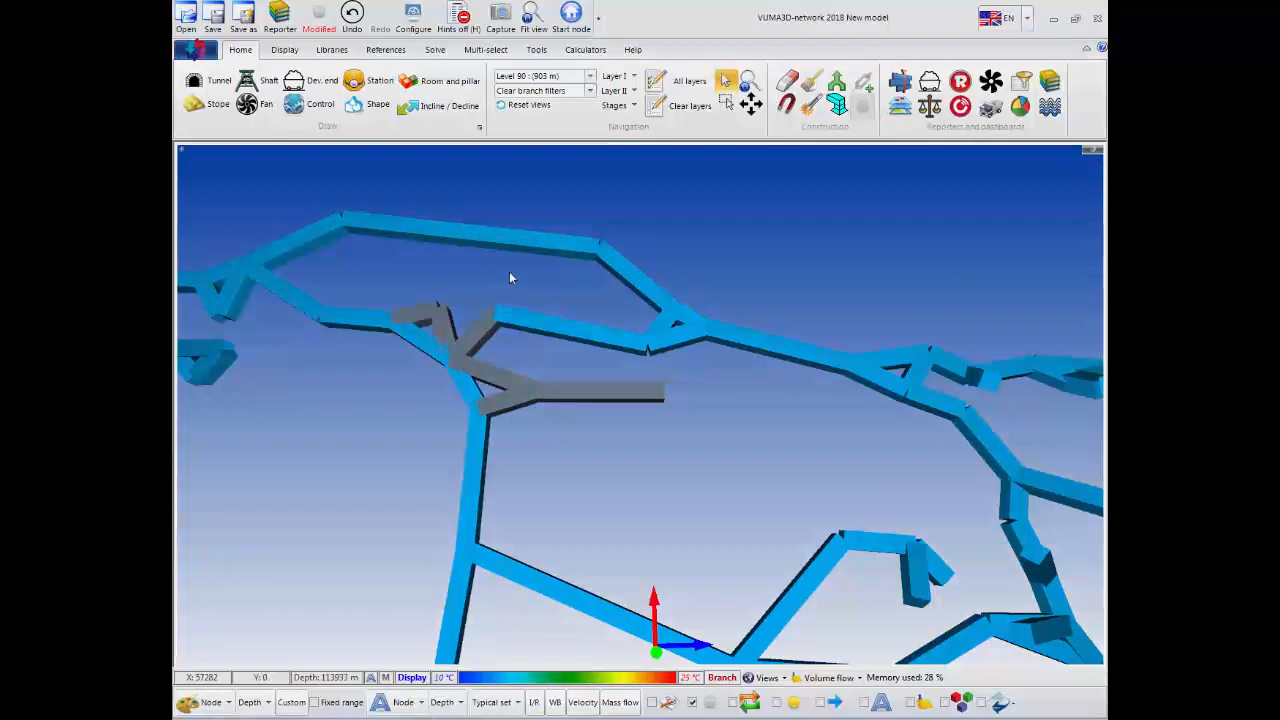 VUMA3D-network 2018 New model
EN
Open Save Save as Reporter Modified Undo Redo Configure Hints off (H) Capture Fit view Start node
Home Display Libraries References Solve Multi-select Tools Calculators Help
Tunnel Shaft Dev. end Station Room and pillar
Stope Fan Control Shape Incline / Decline
Draw
Level 90 : (903 m)
Clear branch filters
Reset views
Layer I
Layer II
Stages
All layers
Clear layers
Navigation
Construction
Reporters and dashboards
X: 57282 Y: 0. Depth: 113993 m A M Display 10°C 25 °C Branch Views Volume flow Memory used: 28 %
Node Depth Custom Fixed range Node Depth Typical set I/R WB Velocity Mass flow